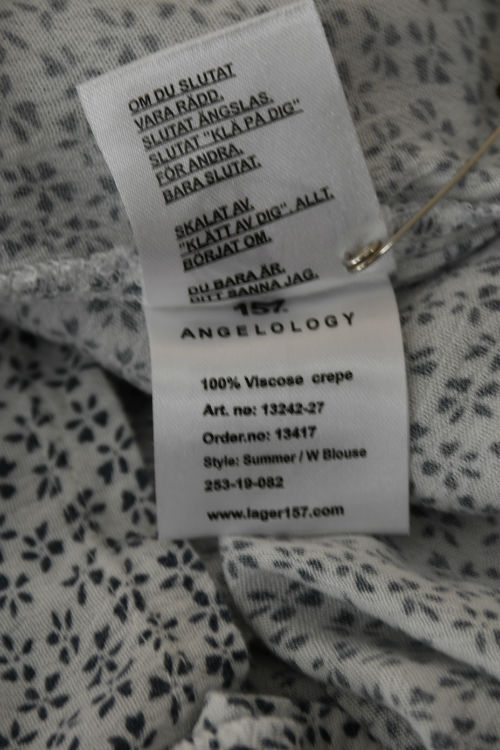 OM DU SLUTAT
VARA RÄDD.
SLUTAT ÄNGSLAS.
SLUTAT "KLÄ PÅ DIG"
FÖR ANDRA.
BARA SLUTAT.
SKALAT AV.
"KLÄTT AV DIG". ALLT.
BÖRJAT OM.
DU BARA ÄR.
DITT SANNA JAG.
157
ANGELOLOGY
100% Viscose crepe
Art. no: 13242-27
Order.no: 13417
Style: Summer / W Blouse
253-19-082
www.lager157.com